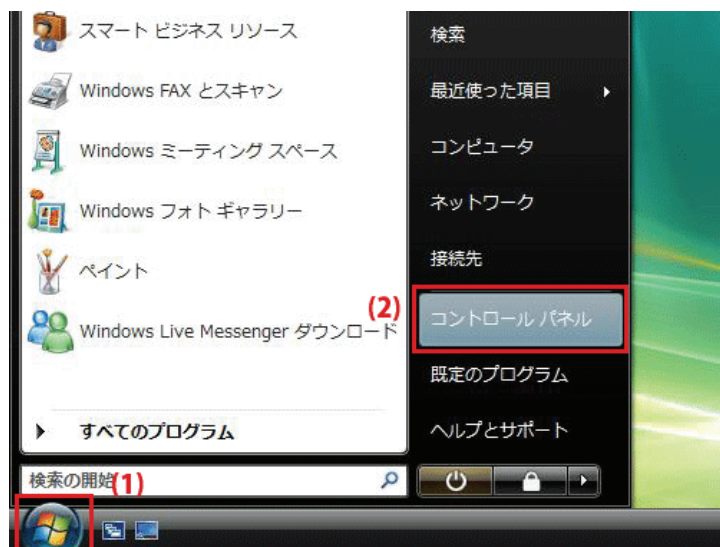 スマート ビジネス リソース
Windows FAX とスキャン
Windows ミーティング スペース
Windows フォト ギャラリー
ペイント
Windows Live Messenger ダウンロード
すべてのプログラム
検索の開始
(1)
検索
最近使った項目
コンピュータ
ネットワーク
接続先
(2)
コントロール パネル
既定のプログラム
ヘルプとサポート